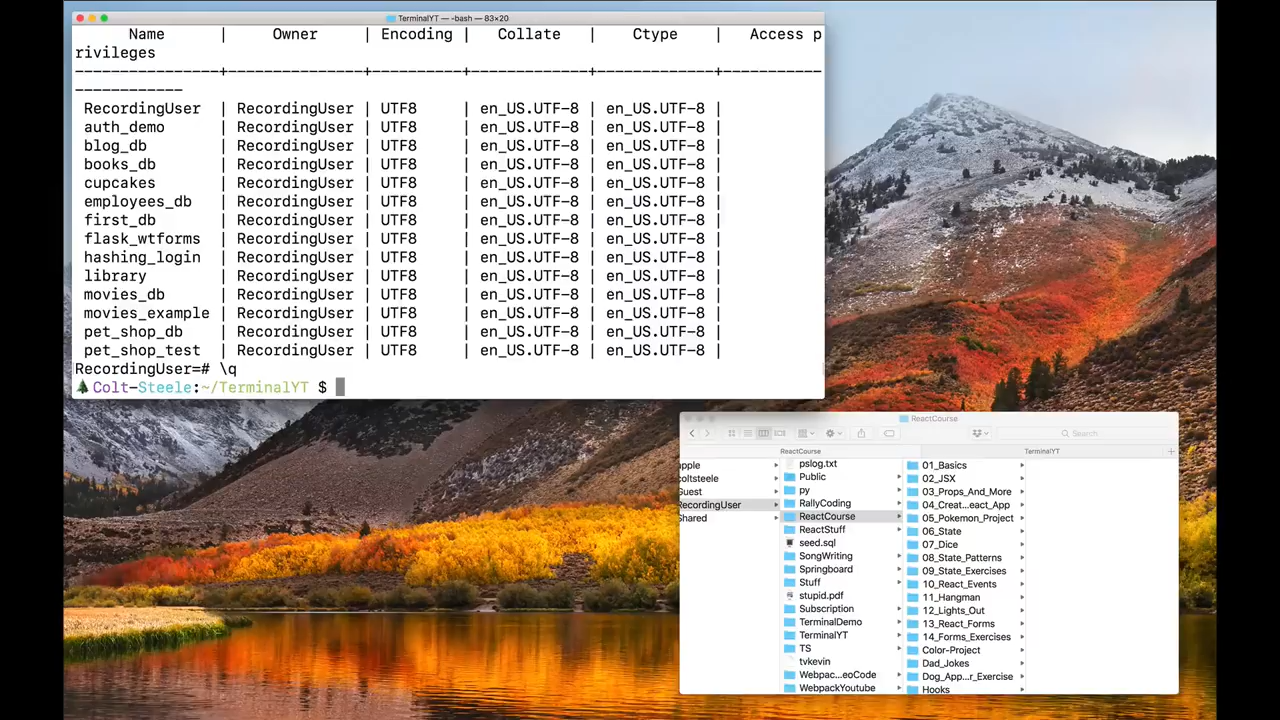 TerminalYT — -bash — 83×20
Name | Owner | Encoding | Collate | Ctype | Access p
rivileges
----------------+---------------+----------+-------------+-------------+-----------
------------
RecordingUser | RecordingUser | UTF8 | en_US.UTF-8 | en_US.UTF-8 |
auth_demo | RecordingUser | UTF8 | en_US.UTF-8 | en_US.UTF-8 |
blog_db | RecordingUser | UTF8 | en_US.UTF-8 | en_US.UTF-8 |
books_db | RecordingUser | UTF8 | en_US.UTF-8 | en_US.UTF-8 |
cupcakes | RecordingUser | UTF8 | en_US.UTF-8 | en_US.UTF-8 |
employees_db | RecordingUser | UTF8 | en_US.UTF-8 | en_US.UTF-8 |
first_db | RecordingUser | UTF8 | en_US.UTF-8 | en_US.UTF-8 |
flask_wtforms | RecordingUser | UTF8 | en_US.UTF-8 | en_US.UTF-8 |
hashing_login | RecordingUser | UTF8 | en_US.UTF-8 | en_US.UTF-8 |
library | RecordingUser | UTF8 | en_US.UTF-8 | en_US.UTF-8 |
movies_db | RecordingUser | UTF8 | en_US.UTF-8 | en_US.UTF-8 |
movies_example | RecordingUser | UTF8 | en_US.UTF-8 | en_US.UTF-8 |
pet_shop_db | RecordingUser | UTF8 | en_US.UTF-8 | en_US.UTF-8 |
pet_shop_test | RecordingUser | UTF8 | en_US.UTF-8 | en_US.UTF-8 |
RecordingUser=# \q
Colt-Steele:~/TerminalYT $
ReactCourse
Search
ReactCourse
TerminalYT
apple
coltsteele
Guest
RecordingUser
Shared
pslog.txt
Public
py
RallyCoding
ReactCourse
ReactStuff
seed.sql
SongWriting
Springboard
Stuff
stupid.pdf
Subscription
TerminalDemo
TerminalYT
TS
tvkevin
Webpac...eoCode
WebpackYoutube
01_Basics
02_JSX
03_Props_And_More
04_Creat...eact_App
05_Pokemon_Project
06_State
07_Dice
08_State_Patterns
09_State_Exercises
10_React_Events
11_Hangman
12_Lights_Out
13_React_Forms
14_Forms_Exercises
Color-Project
Dad_Jokes
Dog_App...r_Exercise
Hooks